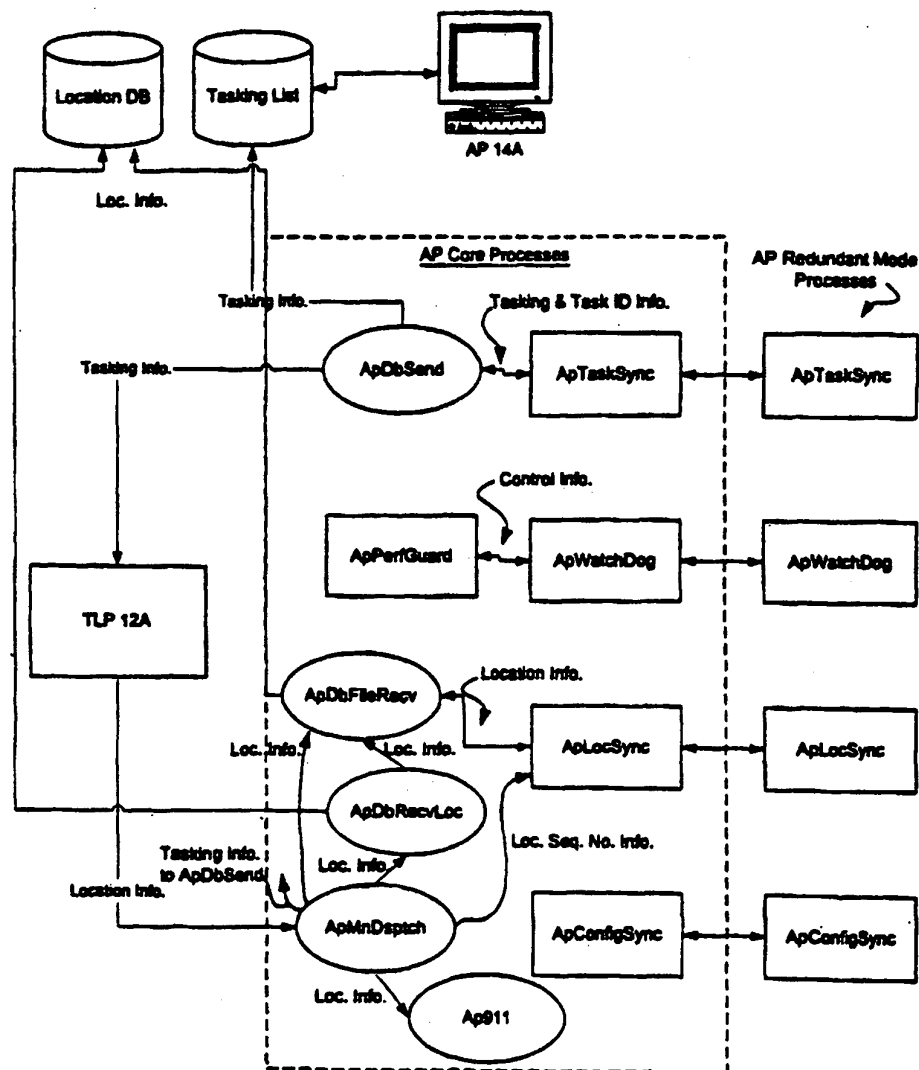 Location DB
Tasking List
AP 14A
Loc. Info.
AP Core Processes
AP Redundant Mode
Processes
Tasking Info.
Tasking & Task ID Info.
Tasking Info.
ApDbSend
ApTaskSync
ApTaskSync
Control Info.
ApPerfGuard
ApWatchDog
ApWatchDog
TLP 12A
Location Info.
ApDbFileRecv
Loc. Info.
Loc. Info.
ApLocSync
ApLocSync
ApDbRecvLoc
Loc. Seq. No. Info.
Tasking Info.
to ApDbSend
Loc. Info.
Location Info.
ApMnDsptch
ApConfigSync
ApConfigSync
Loc. Info.
Ap911